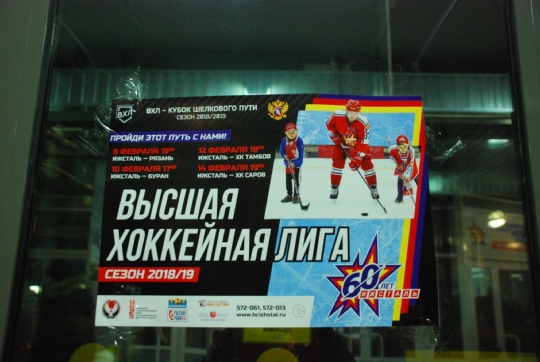 ВХЛ
ВХЛ – КУБОК ШЕЛКОВОГО ПУТИ
СЕЗОН 2018/2019
ПРОЙДИ ЭТОТ ПУТЬ С НАМИ!
8 ФЕВРАЛЯ 19:00
ИЖСТАЛЬ – РЯЗАНЬ
10 ФЕВРАЛЯ 17:00
ИЖСТАЛЬ – БУРАН
12 ФЕВРАЛЯ 19:00
ИЖСТАЛЬ – ХК ТАМБОВ
14 ФЕВРАЛЯ 19:00
ИЖСТАЛЬ – ХК САРОВ
ВЫСШАЯ
ХОККЕЙНАЯ ЛИГА
СЕЗОН 2018/19
60 ЛЕТ
ИЖСТАЛЬ
572-061, 572-013
www.hcizhstal.ru